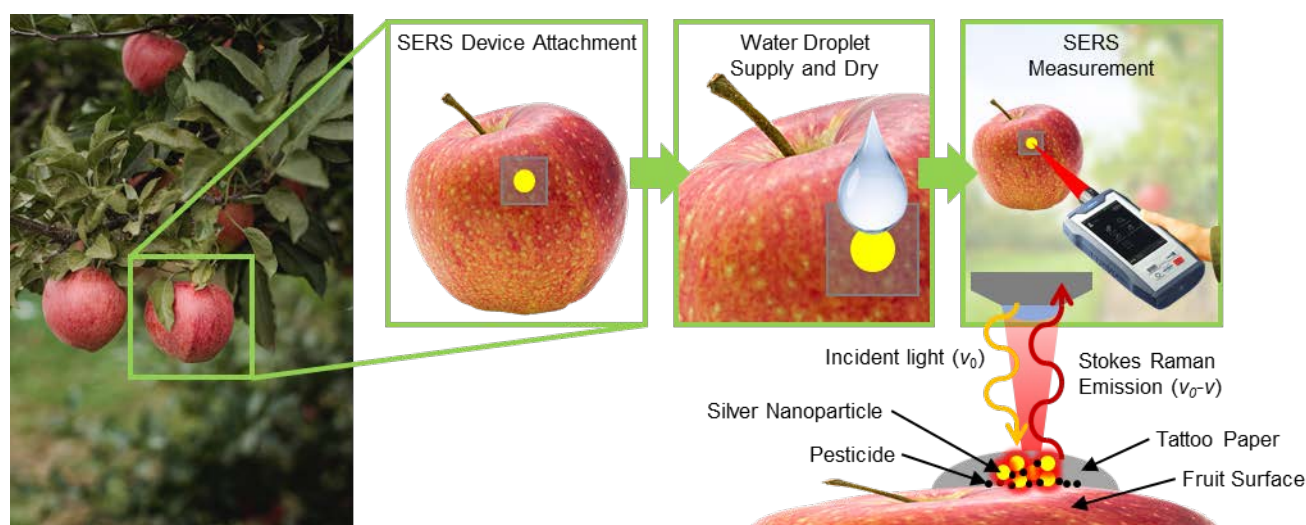 SERS Device Attachment
Water Droplet
Supply and Dry
SERS
Measurement
Incident light (v₀)
Stokes Raman
Emission (v₀-v)
Silver Nanoparticle
Pesticide
Tattoo Paper
Fruit Surface